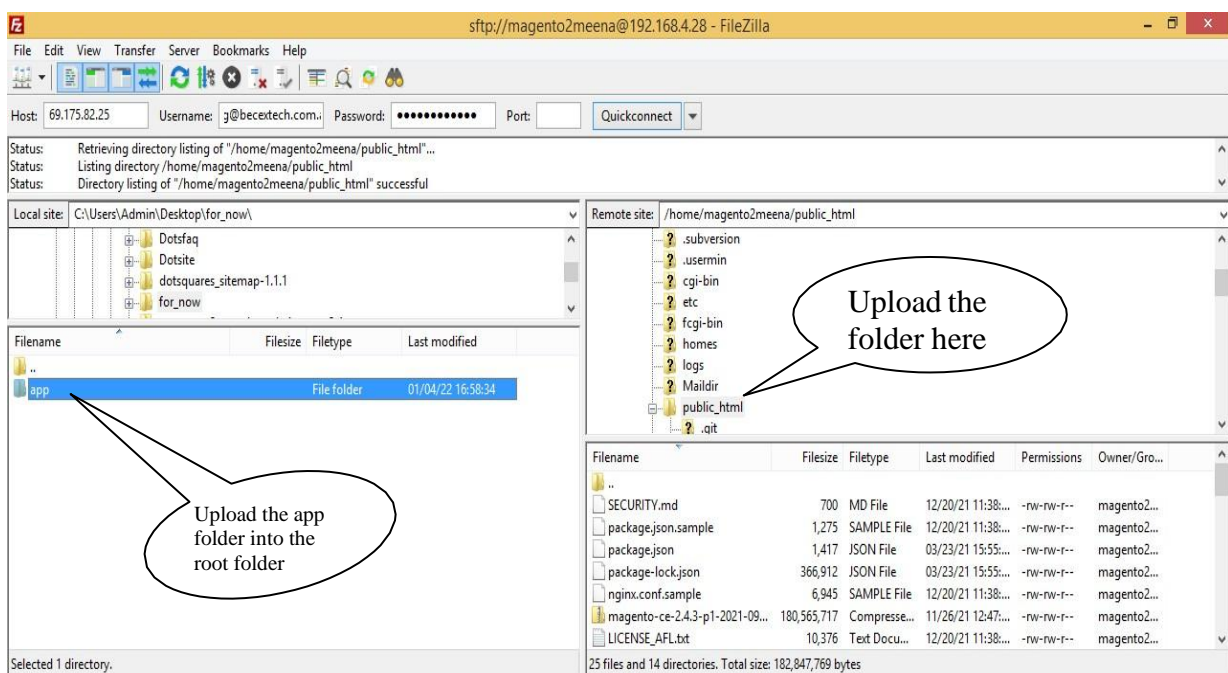 sftp://magento2meena@192.168.4.28 - FileZilla
File Edit View Transfer Server Bookmarks Help
Host: 69.175.82.25 Username: g@becextech.com. Password: ●●●●●●●●●●●● Port: Quickconnect
Status: Retrieving directory listing of "/home/magento2meena/public_html"...
Status: Listing directory /home/magento2meena/public_html
Status: Directory listing of "/home/magento2meena/public_html" successful
Local site: C:\Users\Admin\Desktop\for_now\
Dotsfaq
Dotsite
dotsquares_sitemap-1.1.1
for_now
Filename Filesize Filetype Last modified
..
app File folder 01/04/22 16:58:34
Upload the app
folder into the
root folder
Selected 1 directory.
Remote site: /home/magento2meena/public_html
.subversion
.usermin
cgi-bin
etc
fcgi-bin
homes
logs
Maildir
public_html
.git
Upload the
folder here
Filename Filesize Filetype Last modified Permissions Owner/Gro...
..
SECURITY.md 700 MD File 12/20/21 11:38:... -rw-rw-r-- magento2...
package.json.sample 1,275 SAMPLE File 12/20/21 11:38:... -rw-rw-r-- magento2...
package.json 1,417 JSON File 03/23/21 15:55:... -rw-rw-r-- magento2...
package-lock.json 366,912 JSON File 03/23/21 15:55:... -rw-rw-r-- magento2...
nginx.conf.sample 6,945 SAMPLE File 12/20/21 11:38:... -rw-rw-r-- magento2...
magento-ce-2.4.3-p1-2021-09... 180,565,717 Compresse... 11/26/21 12:47:... -rw-rw-r-- magento2...
LICENSE_AFL.txt 10,376 Text Docu... 12/20/21 11:38:... -rw-rw-r-- magento2...
25 files and 14 directories. Total size: 182,847,769 bytes